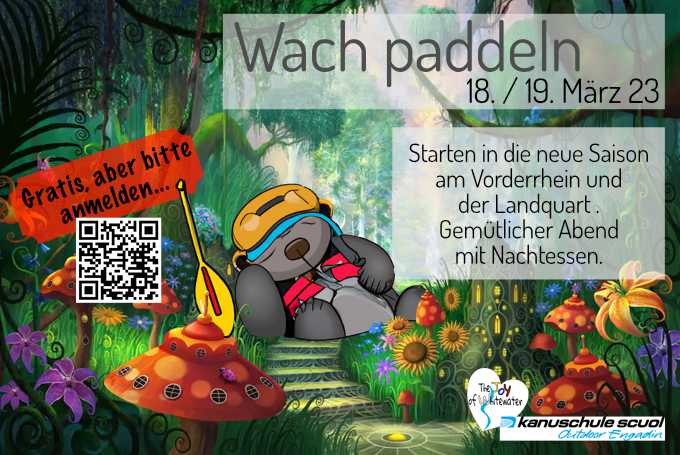 Wach paddeln
18. / 19. März 23
Gratis, aber bitte
anmelden...
Starten in die neue Saison
am Vorderrhein und
der Landquart .
Gemütlicher Abend
mit Nachtessen.
The Joy
of Whitewater
kanuschule scuol
Outdoor Engadin